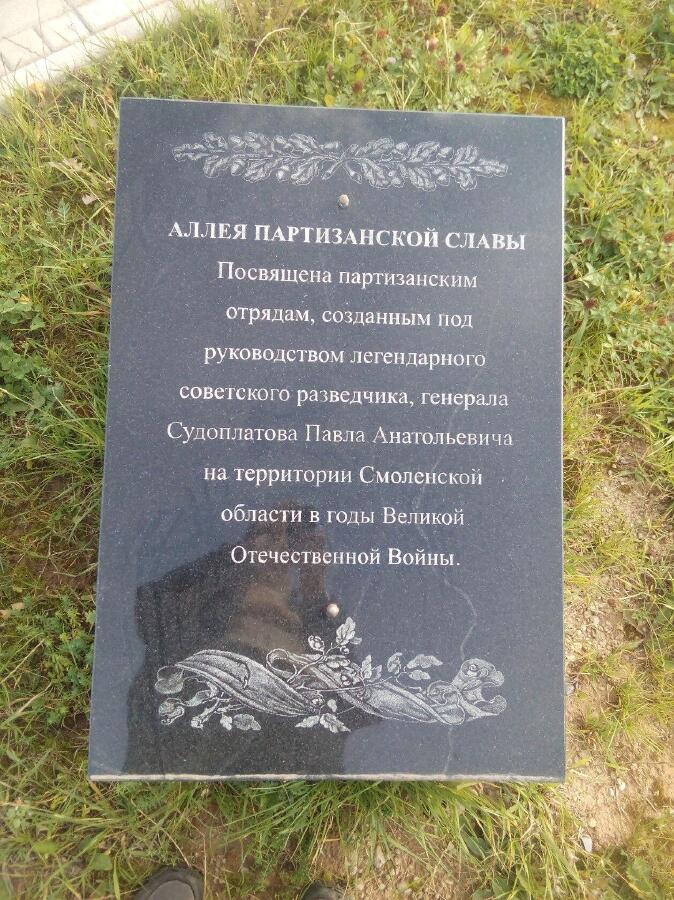 АЛЛЕЯ ПАРТИЗАНСКОЙ СЛАВЫ
Посвящена партизанским
отрядам, созданным под
руководством легендарного
советского разведчика, генерала
Судоплатова Павла Анатольевича
на территории Смоленской
области в годы Великой
Отечественной Войны.